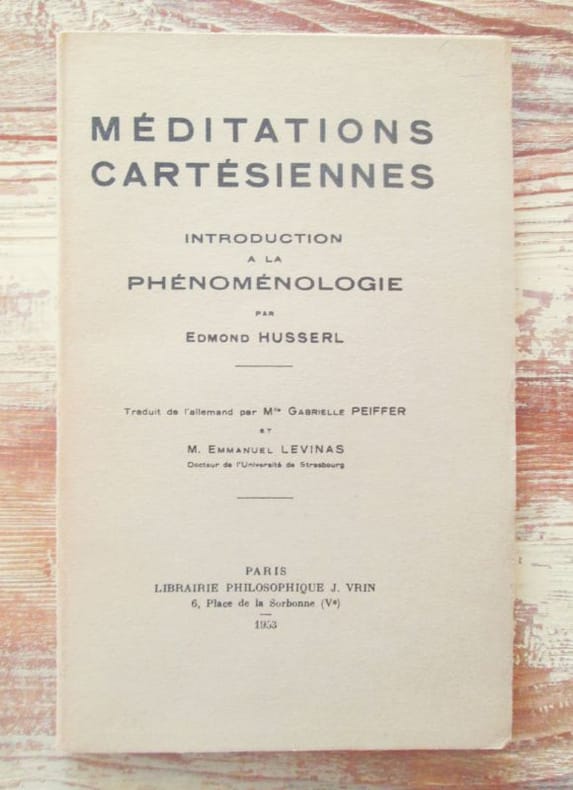 MÉDITATIONS
CARTÉSIENNES
INTRODUCTION
A LA
PHÉNOMÉNOLOGIE
PAR
EDMOND HUSSERL
Traduit de l'allemand par Mlle GABRIELLE PEIFFER
ET
M. EMMANUEL LEVINAS
Docteur de l'Université de Strasbourg
PARIS
LIBRAIRIE PHILOSOPHIQUE J. VRIN
6, Place de la Sorbonne (Ve)
1953